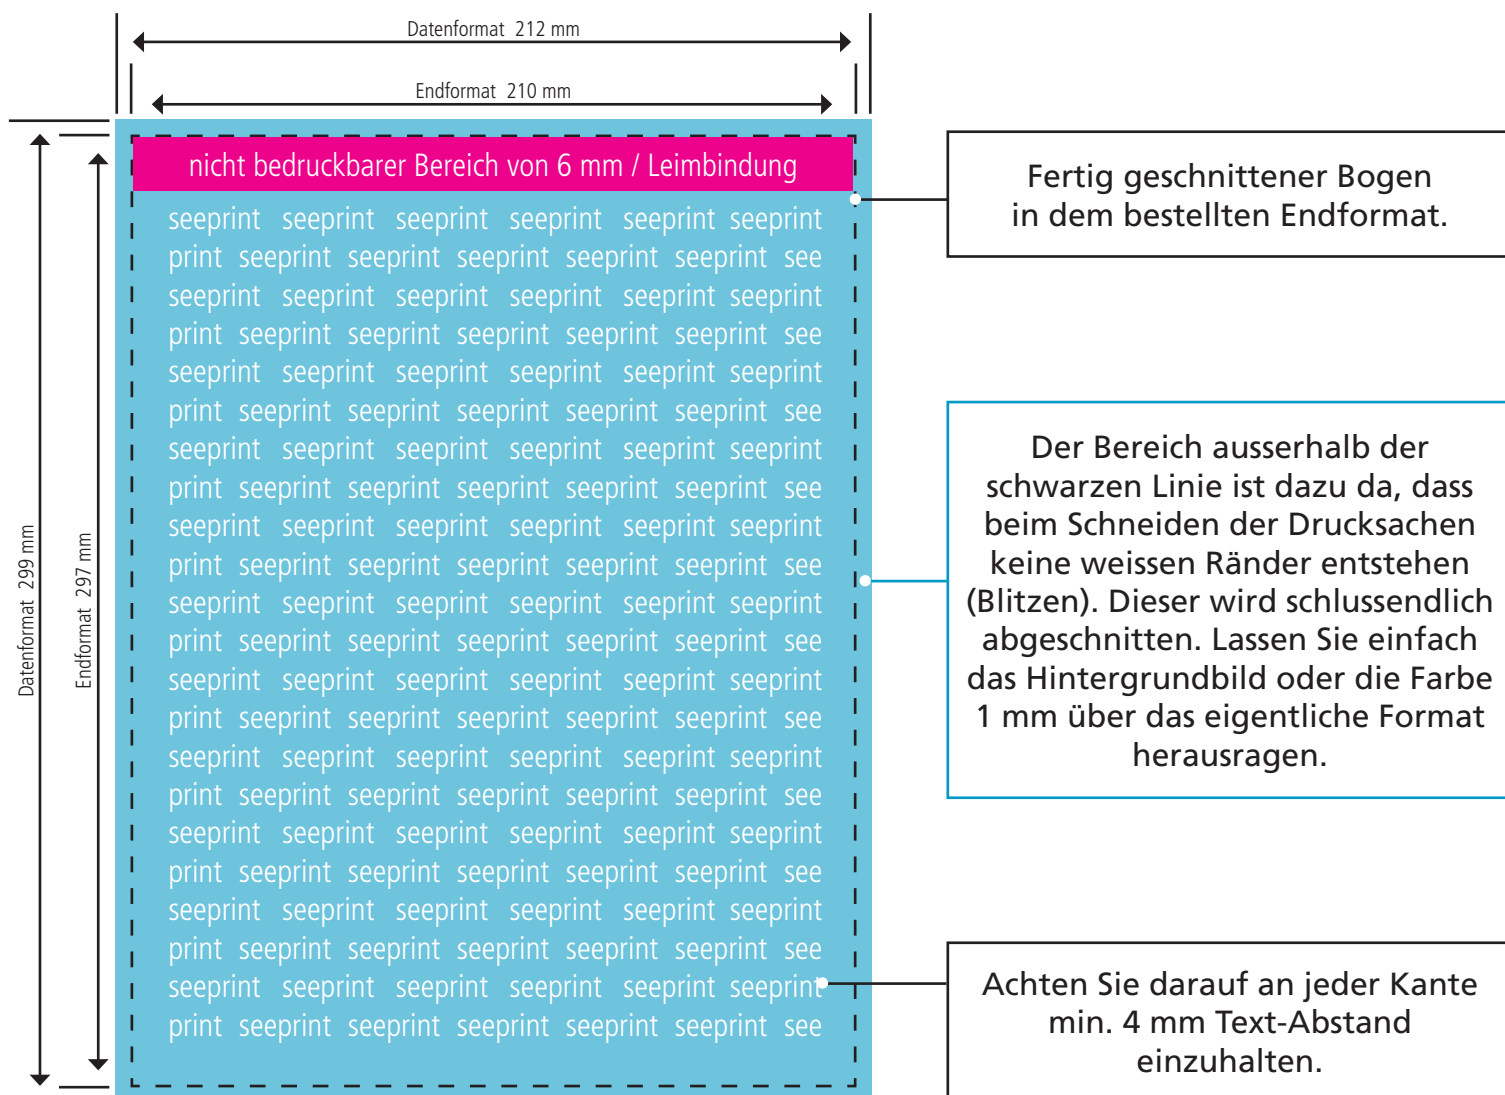 Datenformat 212 mm
Endformat 210 mm
Datenformat 299 mm
Endformat 297 mm
nicht bedruckbarer Bereich von 6 mm / Leimbindung
seeprint seeprint seeprint seeprint seeprint seeprint
print seeprint seeprint seeprint seeprint seeprint see
seeprint seeprint seeprint seeprint seeprint seeprint
print seeprint seeprint seeprint seeprint seeprint see
seeprint seeprint seeprint seeprint seeprint seeprint
print seeprint seeprint seeprint seeprint seeprint see
seeprint seeprint seeprint seeprint seeprint seeprint
print seeprint seeprint seeprint seeprint seeprint see
seeprint seeprint seeprint seeprint seeprint seeprint
print seeprint seeprint seeprint seeprint seeprint see
seeprint seeprint seeprint seeprint seeprint seeprint
print seeprint seeprint seeprint seeprint seeprint see
seeprint seeprint seeprint seeprint seeprint seeprint
print seeprint seeprint seeprint seeprint seeprint see
seeprint seeprint seeprint seeprint seeprint seeprint
print seeprint seeprint seeprint seeprint seeprint see
seeprint seeprint seeprint seeprint seeprint seeprint
print seeprint seeprint seeprint seeprint seeprint see
seeprint seeprint seeprint seeprint seeprint seeprint
print seeprint seeprint seeprint seeprint seeprint see
seeprint seeprint seeprint seeprint seeprint seeprint
print seeprint seeprint seeprint seeprint seeprint see
Fertig geschnittener Bogen
in dem bestellten Endformat.
Der Bereich ausserhalb der
schwarzen Linie ist dazu da, dass
beim Schneiden der Drucksachen
keine weissen Ränder entstehen
(Blitzen). Dieser wird schlussendlich
abgeschnitten. Lassen Sie einfach
das Hintergrundbild oder die Farbe
1 mm über das eigentliche Format
herausragen.
Achten Sie darauf an jeder Kante
min. 4 mm Text-Abstand
einzuhalten.